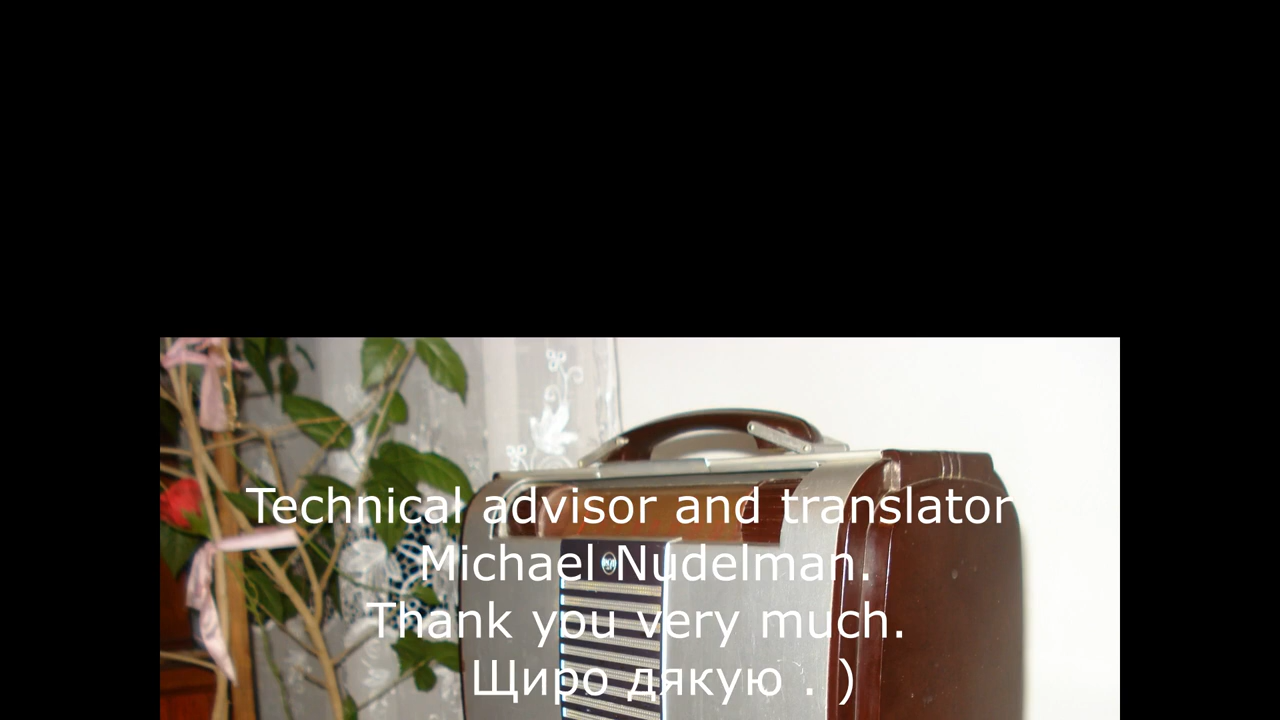 Technical advisor and translator
Michael Nudelman.
Thank you very much.
Щиро дякую . )